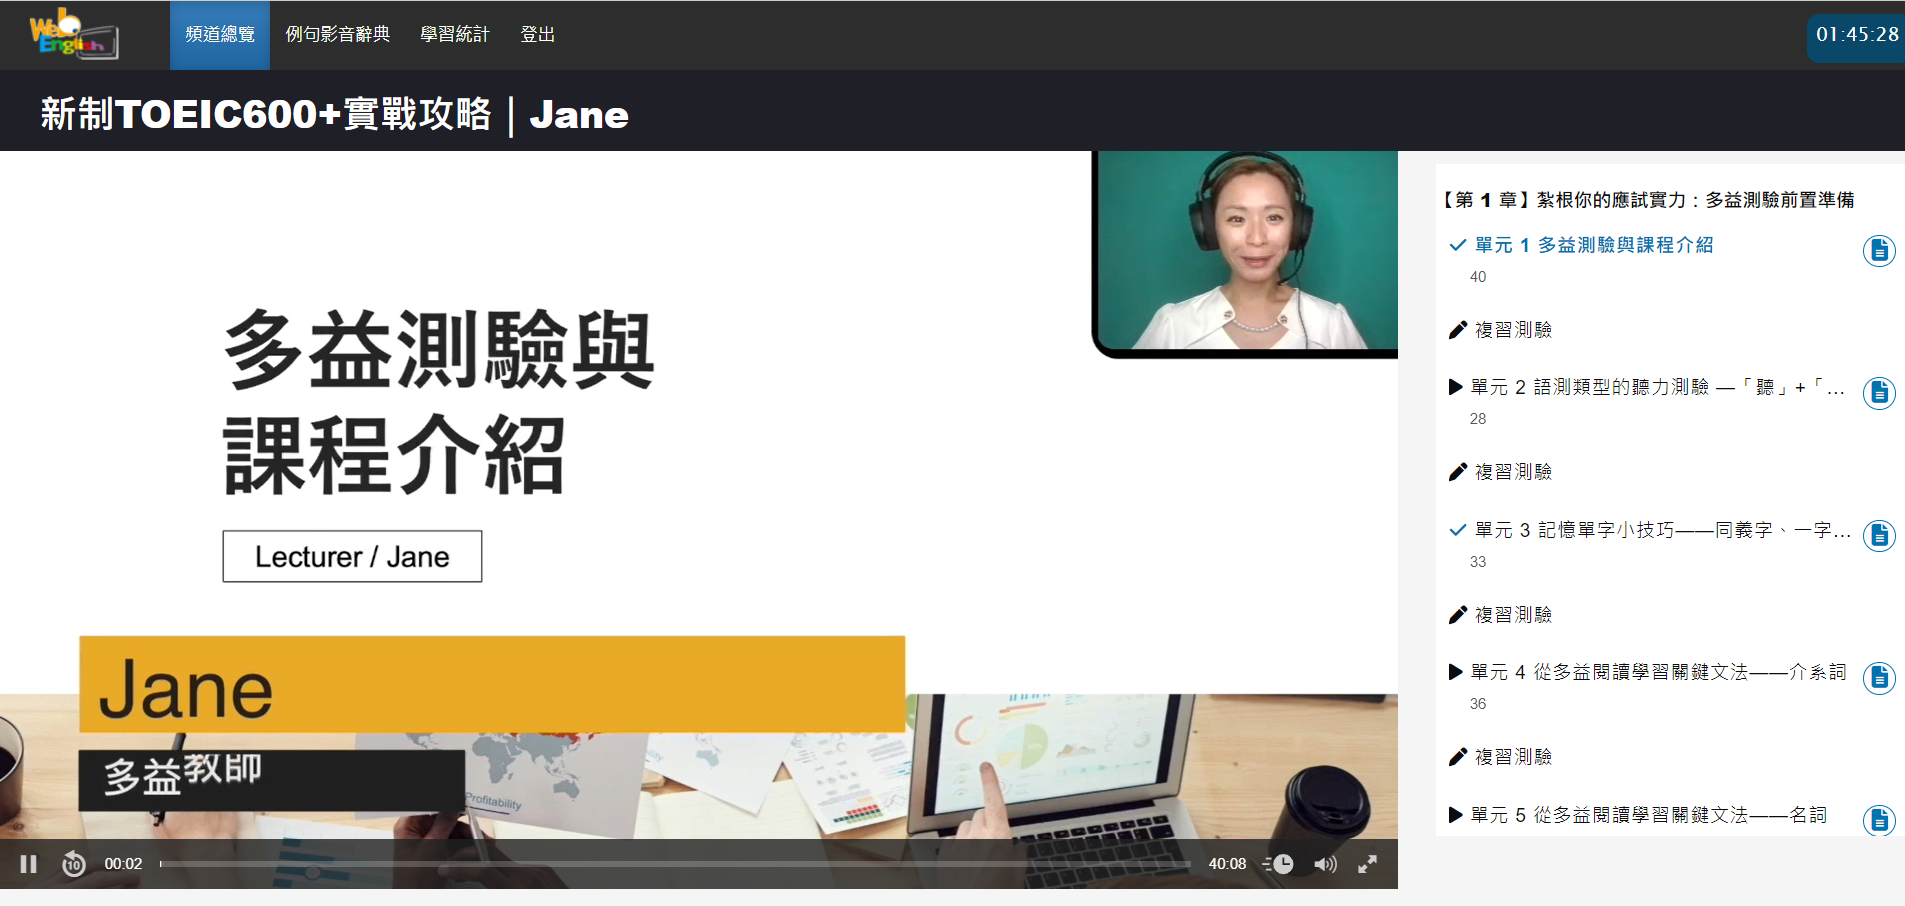 Web
English
頻道總覽
例句影音辭典
學習統計
登出
01:45:28
新制TOEIC600+實戰攻略｜Jane
多益測驗與
課程介紹
Lecturer / Jane
Jane
多益教師
Profitability
10
00:02
40:08
【第 1 章】紮根你的應試實力：多益測驗前置準備
單元 1 多益測驗與課程介紹
40
複習測驗
單元 2 語測類型的聽力測驗 —「聽」+「…
28
複習測驗
單元 3 記憶單字小技巧——同義字、一字…
33
複習測驗
單元 4 從多益閱讀學習關鍵文法——介系詞
36
複習測驗
單元 5 從多益閱讀學習關鍵文法——名詞